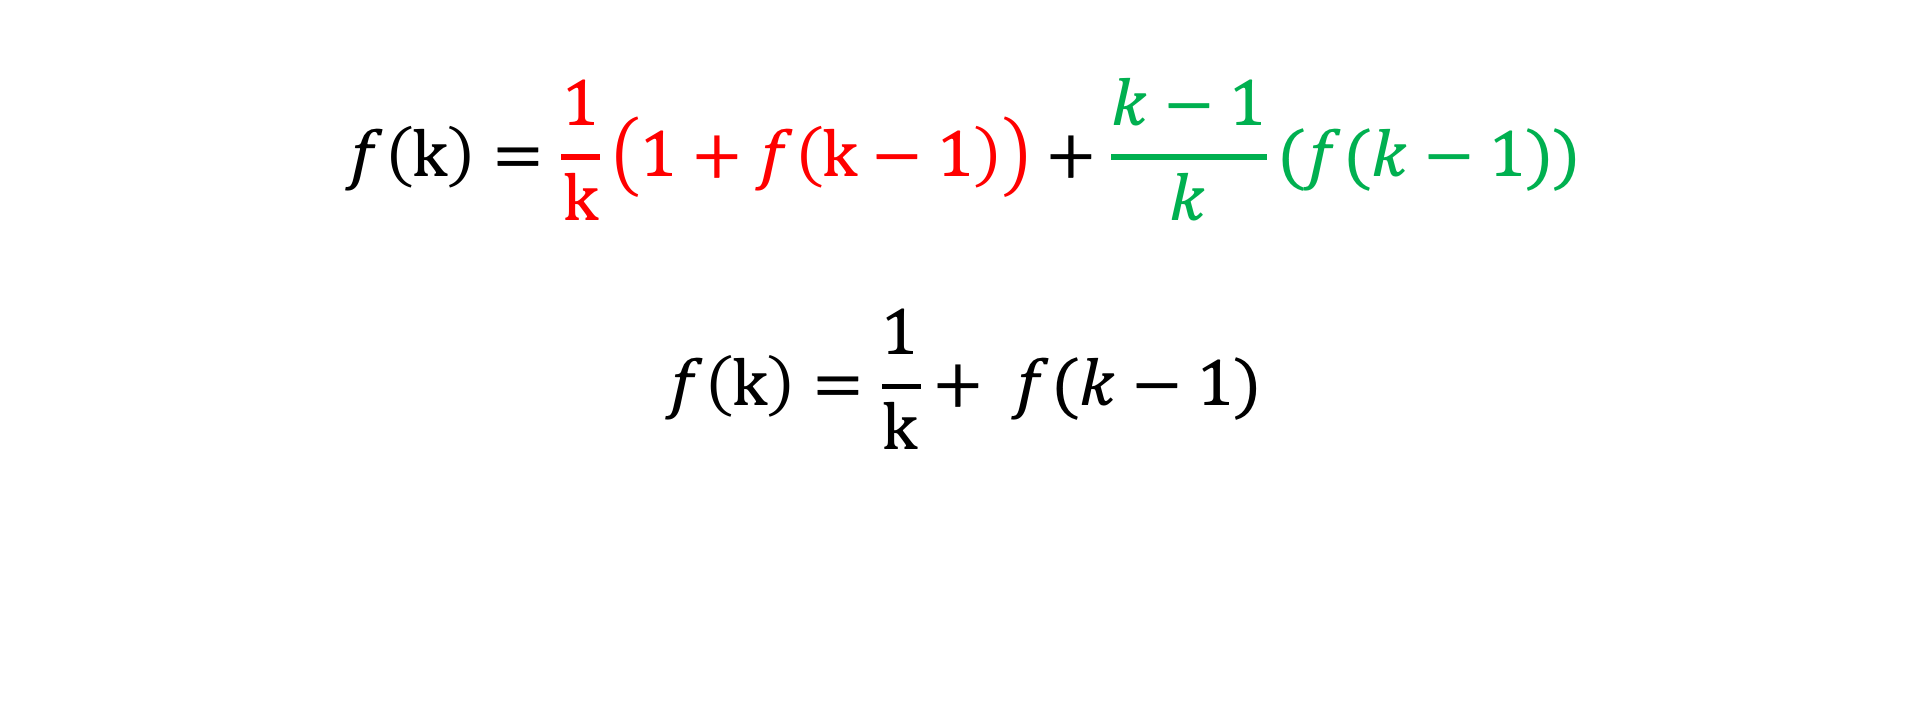 f(k) = 1/k (1 + f(k − 1)) + k − 1/k (f(k − 1))
f(k) = 1/k + f(k − 1)